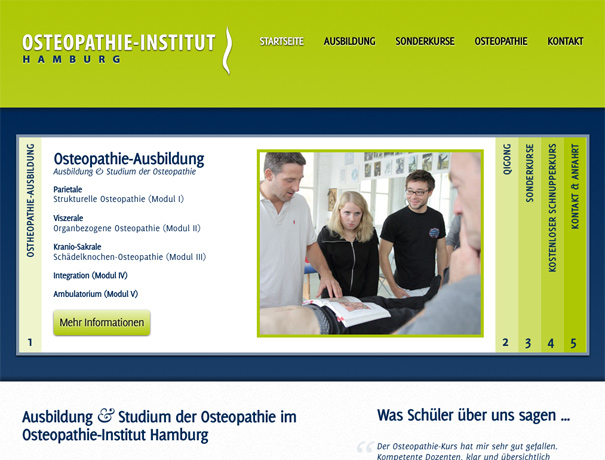 OSTEOPATHIE-INSTITUT
HAMBURG
STARTSEITE
AUSBILDUNG
SONDERKURSE
OSTEOPATHIE
KONTAKT
OSTHEOPATHIE-AUSBILDUNG
1
Osteopathie-Ausbildung
Ausbildung & Studium der Osteopathie
Parietale
Strukturelle Osteopathie (Modul I)
Viszerale
Organbezogene Osteopathie (Modul II)
Kranio-Sakrale
Schädelknochen-Osteopathie (Modul III)
Integration (Modul IV)
Ambulatorium (Modul V)
Mehr Informationen
QIGONG
2
SONDERKURSE
3
KOSTENLOSER SCHNUPPERKURS
4
KONTAKT & ANFAHRT
5
Ausbildung & Studium der Osteopathie im
Osteopathie-Institut Hamburg
Was Schüler über uns sagen ...
“ Der Osteopathie-Kurs hat mir sehr gut gefallen.
Kompetente Dozenten, klar und übersichtlich